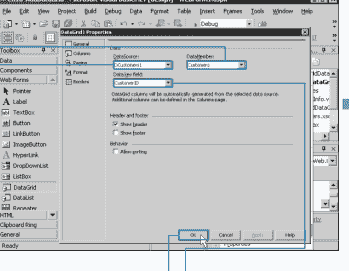 File Edit View Project Build Debug Data Format Table Insert Frames Tools Window Help
Debug
Toolbox
DataGrid1 Properties
Data
Components
Web Forms
Pointer
Label
TextBox
Button
LinkButton
ImageButton
HyperLink
DropDownList
ListBox
DataGrid
DataList
Repeater
HTML
Clipboard Ring
General
Ready
General
Columns
Paging
Format
Borders
Data
DataSource:
DataMember:
Customers
Data key field:
CustomerID
DataGrid columns will be automatically generated from the selected data source.
Additional columns can be defined in the Columns page.
Header and footer
Show header
Show footer
Behavior
Allow sorting
OK
Cancel
Apply
Help
Properties